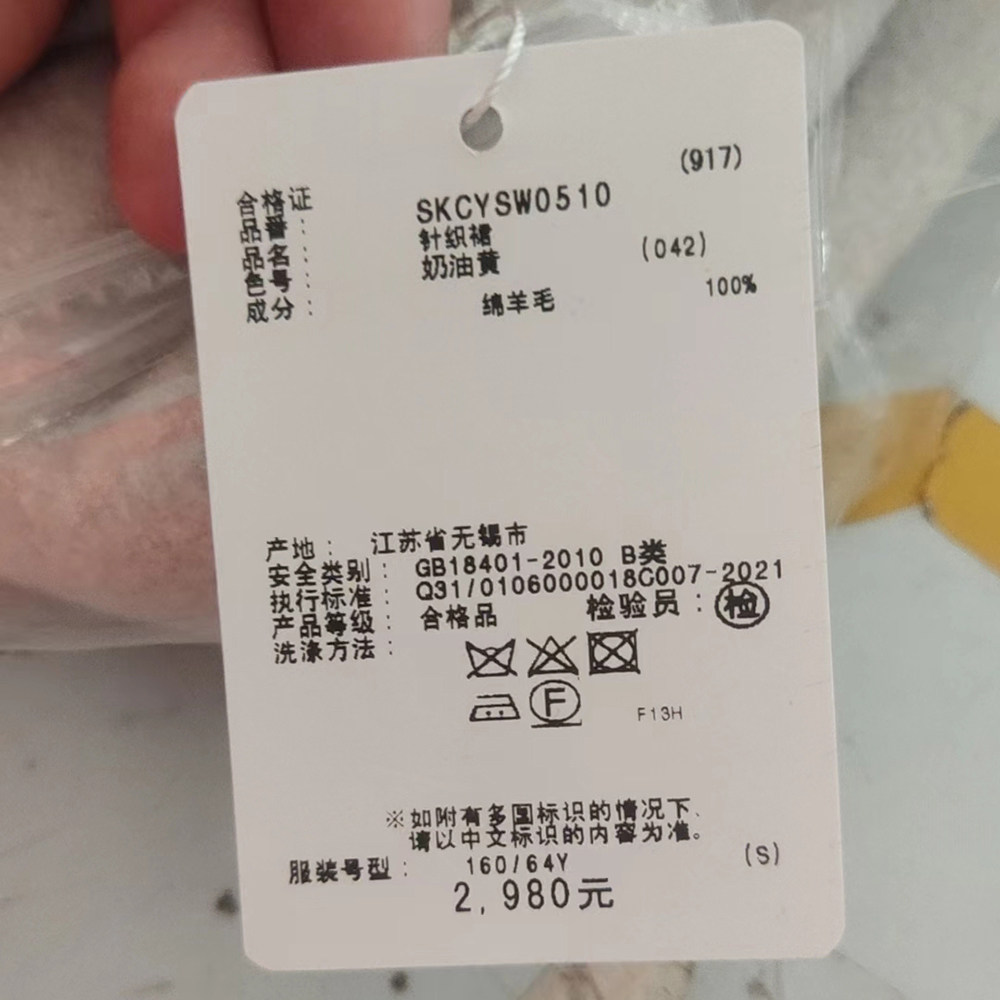 (917)
合格证
品番： SKCYSW0510
品名： 针织裙
色号： 奶油黄 (042)
成分： 绵羊毛 100%
产地： 江苏省无锡市
安全类别： GB18401-2010 B类
执行标准： Q31/0106000018C007-2021
产品等级： 合格品 检验员：检
洗涤方法：
F
F13H
※如附有多国标识的情况下、
请以中文标识的内容为准。
服装号型： 160/64Y (S)
2,980元